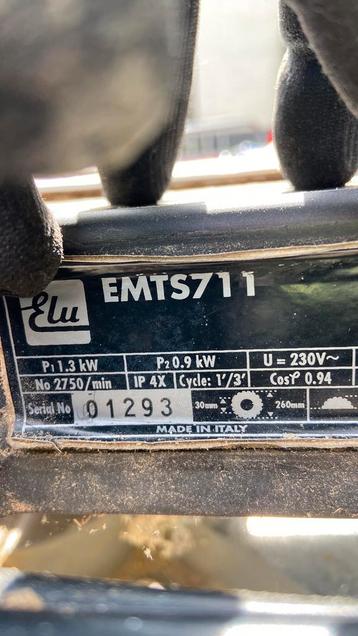 Elu EMTS711
P₁ 1.3 kW P₂ 0.9 kW U = 230V~
No 2750/min IP 4X Cycle: 1'/3' Cosφ 0.94
Serial No 01293 30mm 260mm
MADE IN ITALY